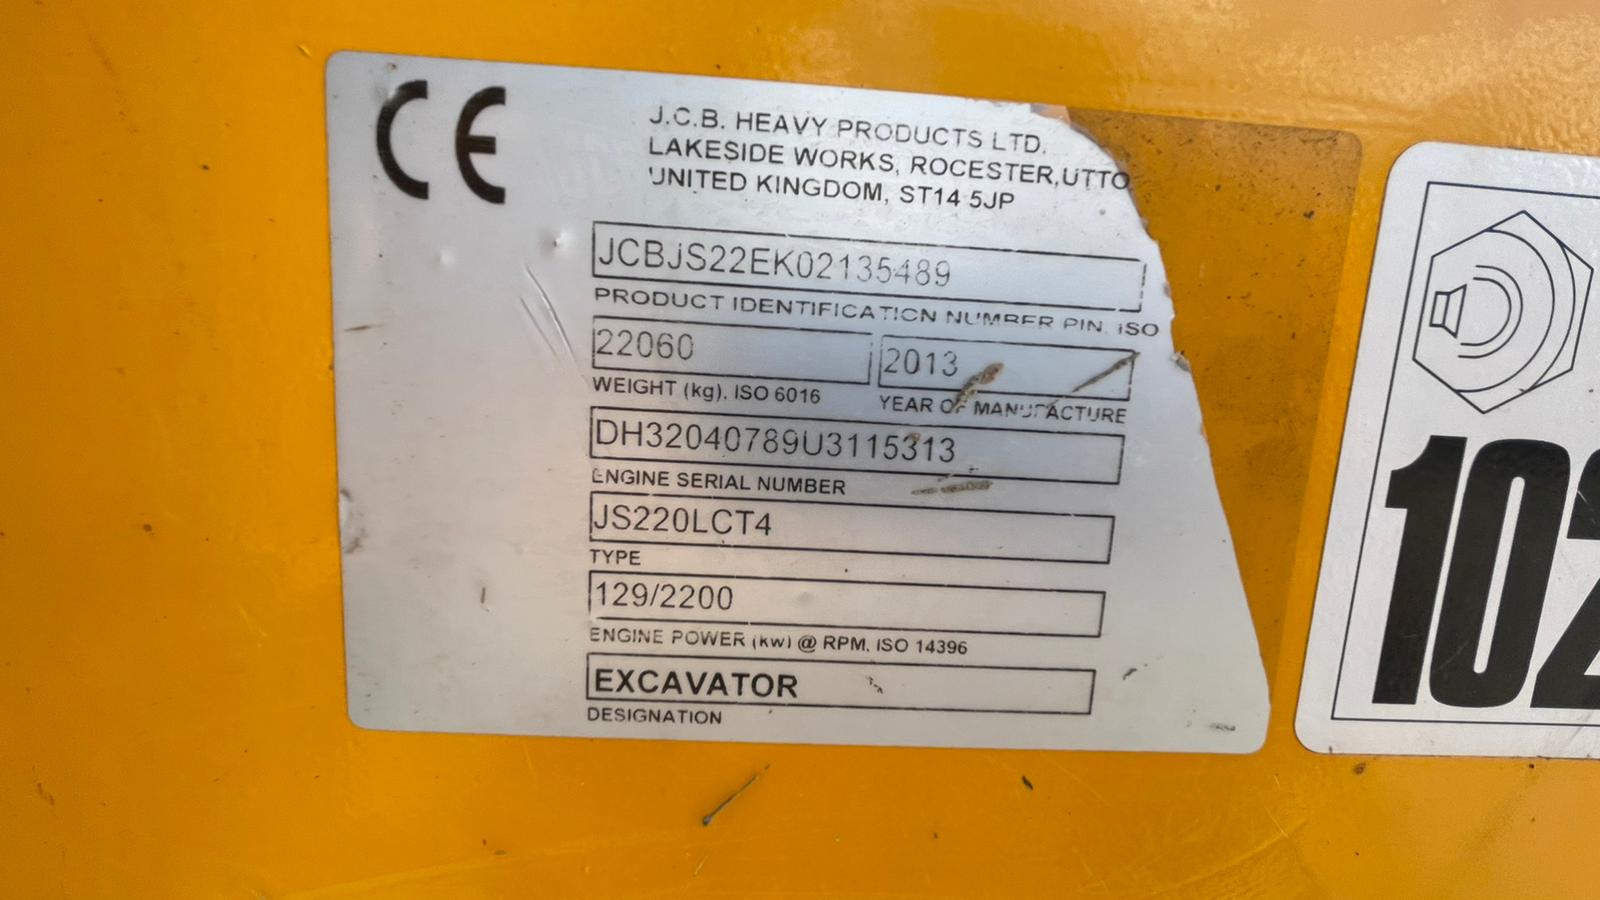 CE
J.C.B. HEAVY PRODUCTS LTD.
LAKESIDE WORKS, ROCESTER,UTTO
UNITED KINGDOM, ST14 5JP
JCBJS22EK02135489
PRODUCT IDENTIFICATION NUMBER PIN. ISO
22060 2013
WEIGHT (kg). ISO 6016 YEAR OF MANUFACTURE
DH32040789U3115313
ENGINE SERIAL NUMBER
JS220LCT4
TYPE
129/2200
ENGINE POWER (kw) @ RPM. ISO 14396
EXCAVATOR
DESIGNATION
102